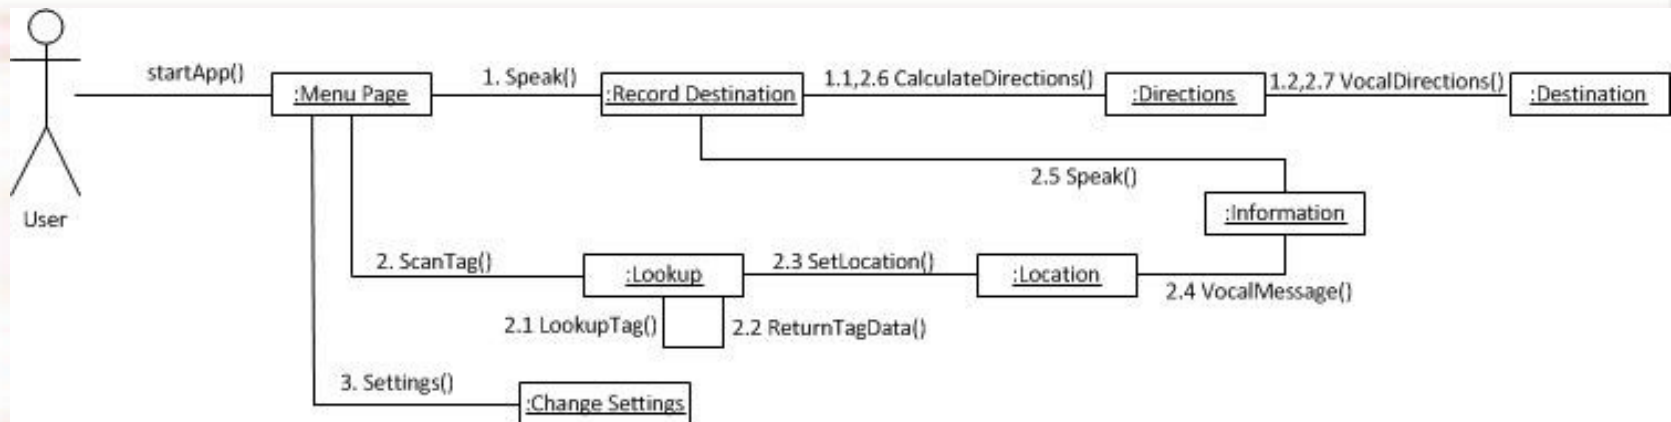 startApp()
:Menu Page
1. Speak()
:Record Destination
1.1,2.6 CalculateDirections()
:Directions
1.2,2.7 VocalDirections()
:Destination
2.5 Speak()
User
:Information
2. ScanTag()
:Lookup
2.3 SetLocation()
:Location
2.4 VocalMessage()
2.1 LookupTag()
2.2 ReturnTagData()
3. Settings()
:Change Settings